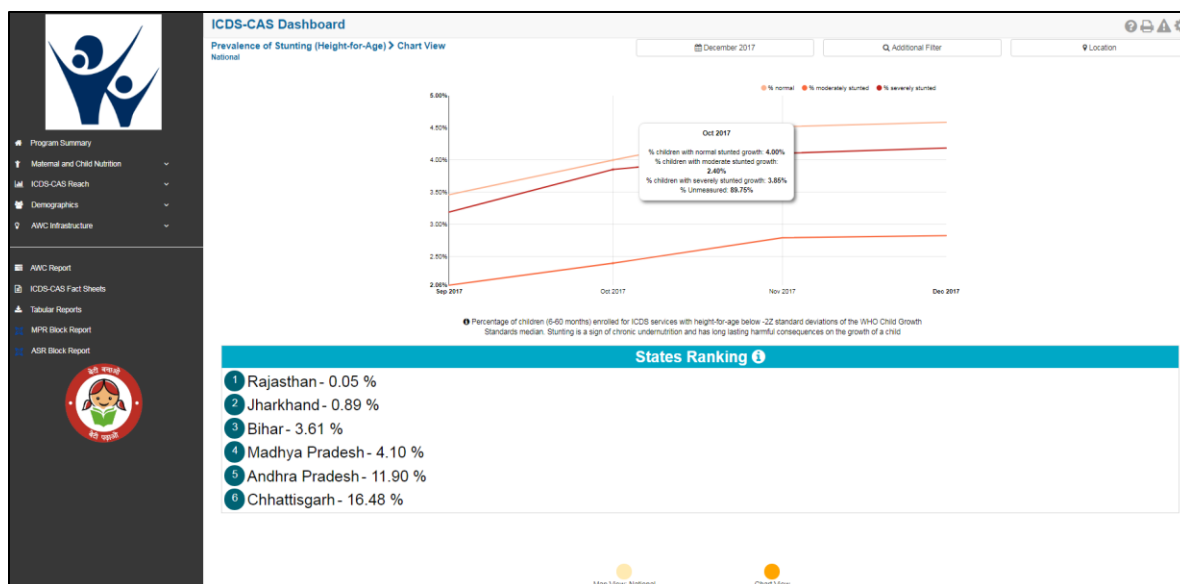 ICDS-CAS Dashboard
Prevalence of Stunting (Height-for-Age) > Chart View
National
December 2017
Additional Filter
Location
Program Summary
Maternal and Child Nutrition
ICDS-CAS Reach
Demographics
AWC Infrastructure
AWC Report
ICDS-CAS Fact Sheets
Tabular Reports
MPR Block Report
ASR Block Report
बेटी बचाओ
बेटी पढ़ाओ
% normal % moderately stunted % severely stunted
5.00%
4.50%
4.00%
3.50%
3.00%
2.50%
2.06%
Sep 2017 Oct 2017 Nov 2017 Dec 2017
Oct 2017
% children with normal stunted growth: 4.00%
% children with moderate stunted growth:
2.40%
% children with severely stunted growth: 3.85%
% Unmeasured: 89.75%
Percentage of children (6-60 months) enrolled for ICDS services with height-for-age below -2Z standard deviations of the WHO Child Growth
Standards median. Stunting is a sign of chronic undernutrition and has long lasting harmful consequences on the growth of a child
States Ranking
1 Rajasthan - 0.05 %
2 Jharkhand - 0.89 %
3 Bihar - 3.61 %
4 Madhya Pradesh - 4.10 %
5 Andhra Pradesh - 11.90 %
6 Chhattisgarh - 16.48 %
Map View: National
Chart View